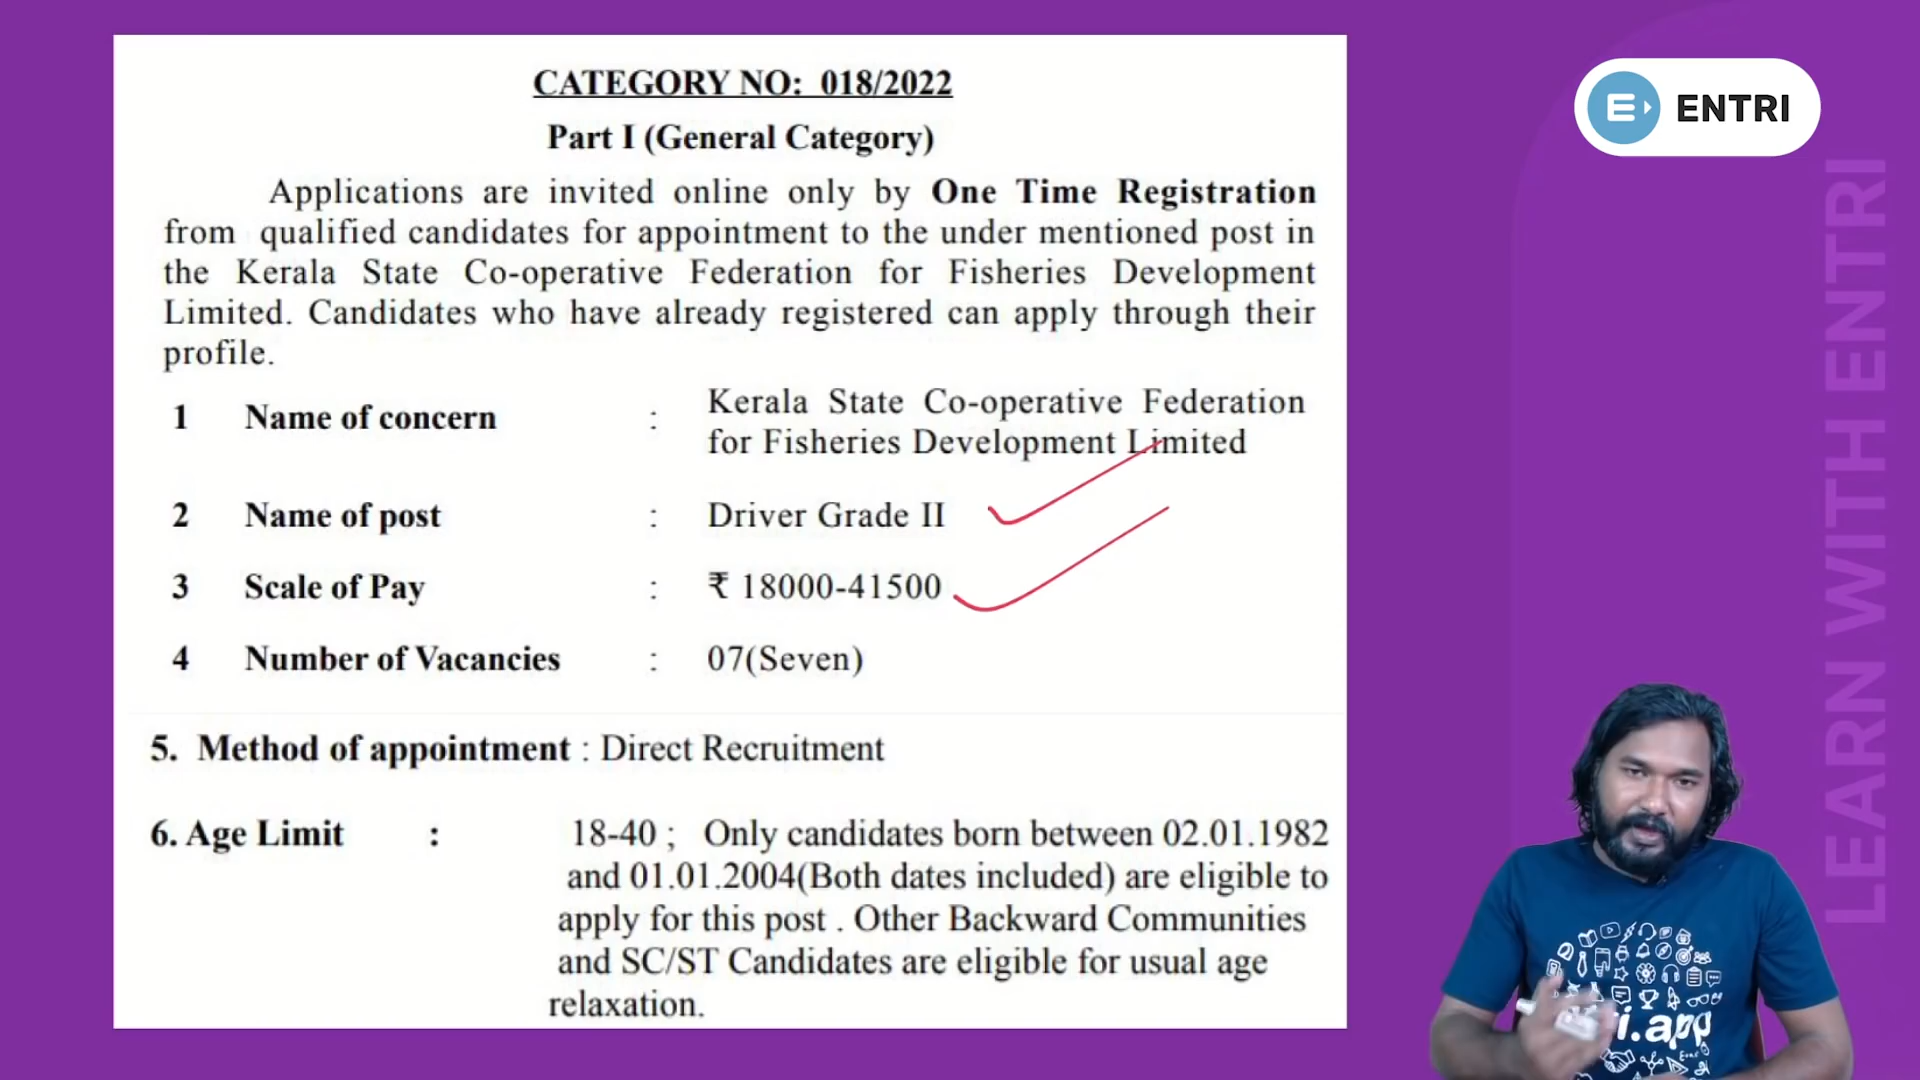 CATEGORY NO: 018/2022
Part I (General Category)
Applications are invited online only by One Time Registration
from qualified candidates for appointment to the under mentioned post in
the Kerala State Co-operative Federation for Fisheries Development
Limited. Candidates who have already registered can apply through their
profile.
1 Name of concern : Kerala State Co-operative Federation
for Fisheries Development Limited
2 Name of post : Driver Grade II
3 Scale of Pay : ₹ 18000-41500
4 Number of Vacancies : 07(Seven)
5. Method of appointment : Direct Recruitment
6. Age Limit : 18-40 ; Only candidates born between 02.01.1982
and 01.01.2004(Both dates included) are eligible to
apply for this post . Other Backward Communities
and SC/ST Candidates are eligible for usual age
relaxation.
E ENTRI
LEARN WITH ENTRI
i.app